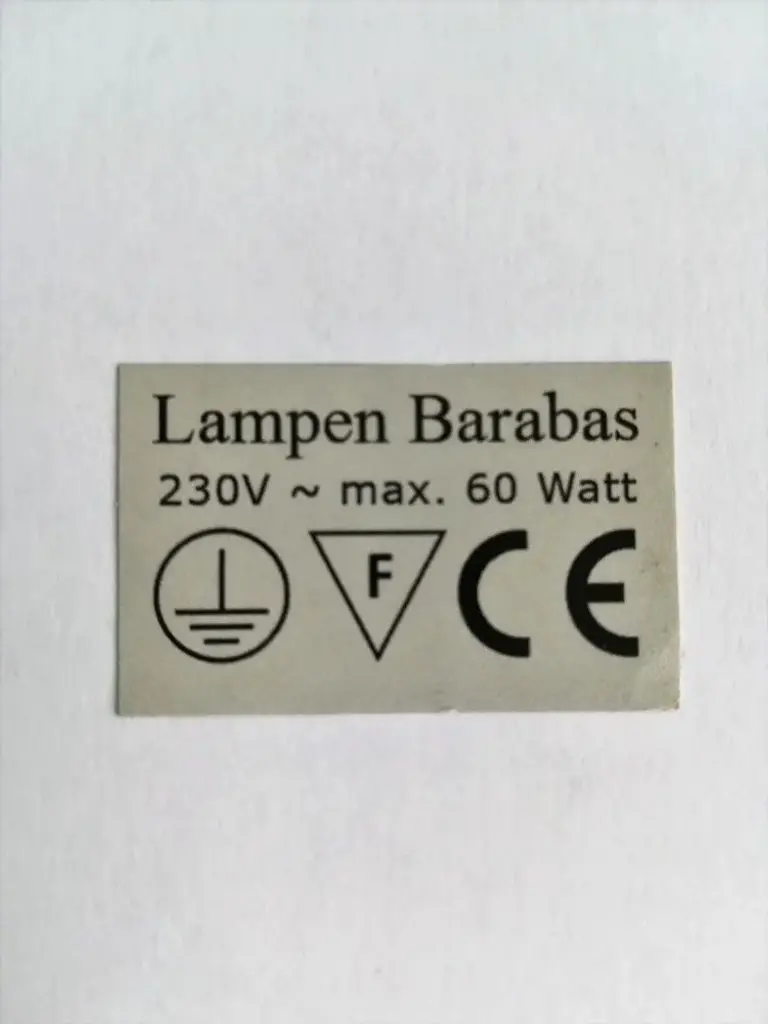 Lampen Barabas
230V ~ max. 60 Watt
F CE